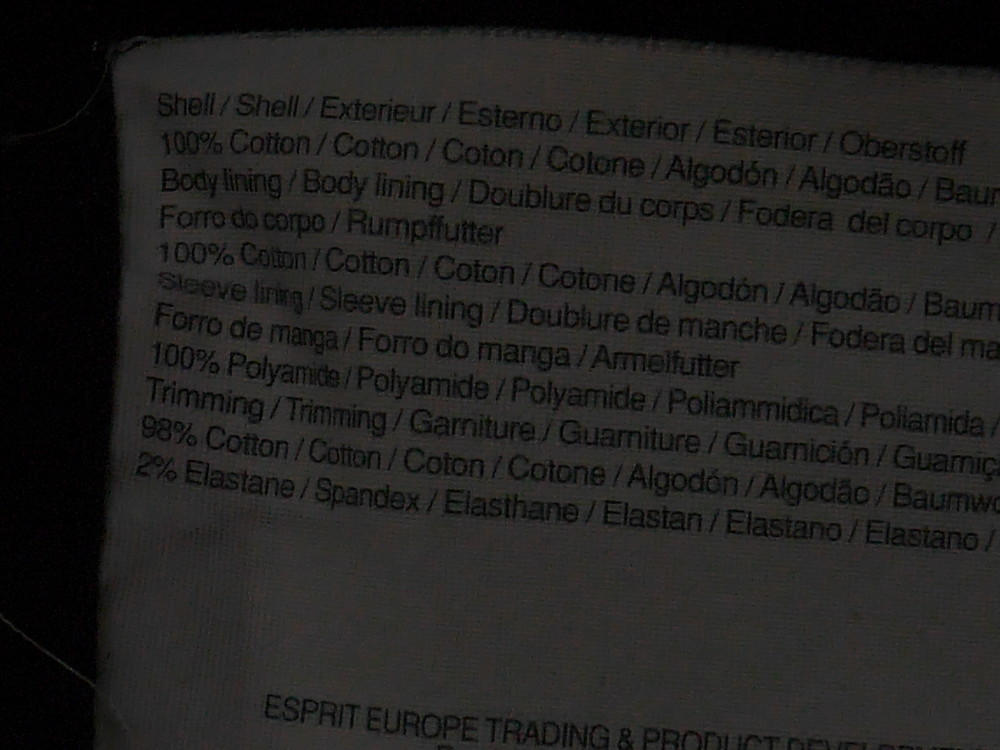 Shell / Shell / Exterieur / Esterno / Exterior / Esterior / Oberstoff
100% Cotton / Cotton / Coton / Cotone / Algodón / Algodão / Baum
Body lining / Body lining / Doublure du corps / Fodera del corpo /
Forro do corpo / Rumpffutter
100% Cotton / Cotton / Coton / Cotone / Algodón / Algodão / Baum
Sleeve lining / Sleeve lining / Doublure de manche / Fodera del ma
Forro de manga / Forro do manga / Armelfutter
100% Polyamide / Polyamide / Polyamide / Poliammidica / Poliamida /
Trimming / Trimming / Garniture / Guarniture / Guarnición / Guarniç
98% Cotton / Cotton / Coton / Cotone / Algodón / Algodão / Baumwo
2% Elastane / Spandex / Elasthane / Elastan / Elastano / Elastano /
ESPRIT EUROPE TRADING & PRODUCT